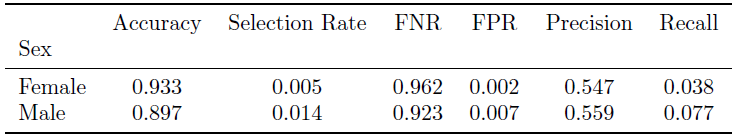 Accuracy Selection Rate FNR FPR Precision Recall
Sex
Female 0.933 0.005 0.962 0.002 0.547 0.038
Male 0.897 0.014 0.923 0.007 0.559 0.077